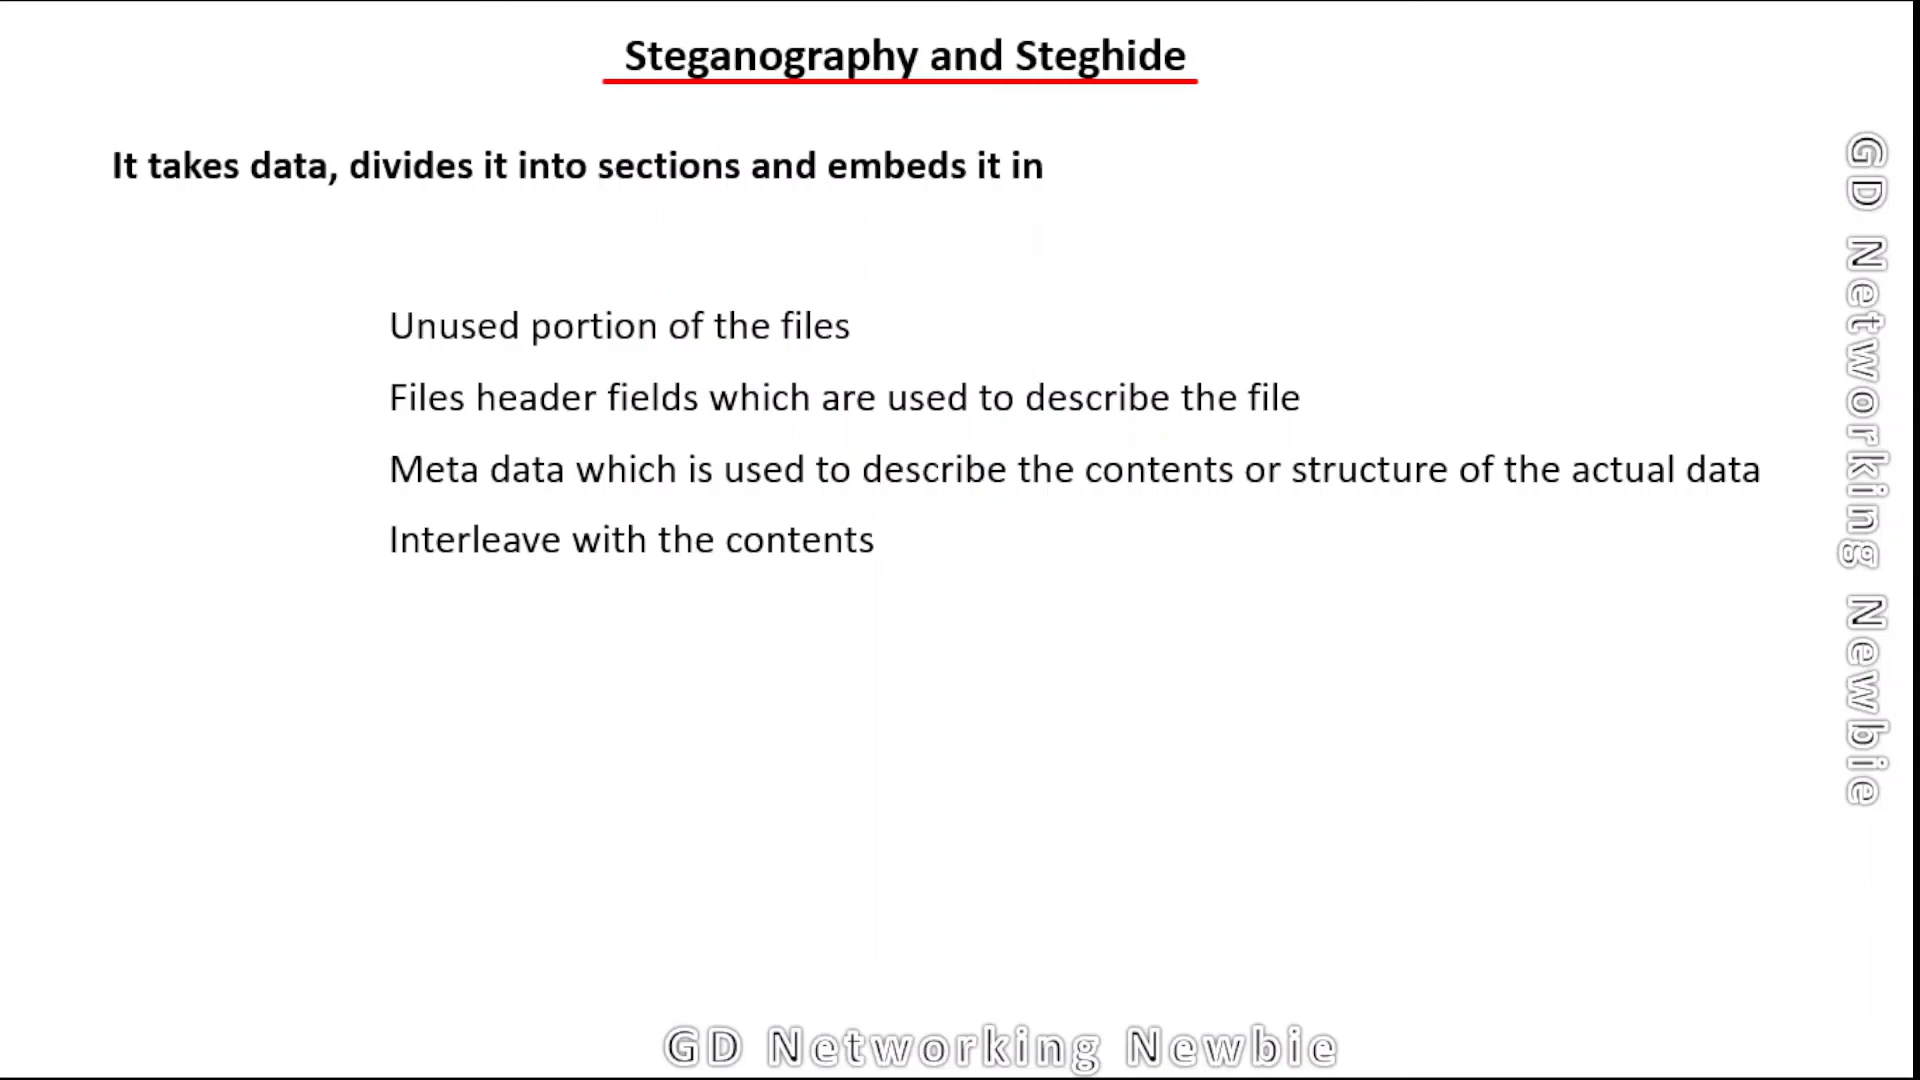 Steganography and Steghide
It takes data, divides it into sections and embeds it in
Unused portion of the files
Files header fields which are used to describe the file
Meta data which is used to describe the contents or structure of the actual data
Interleave with the contents
GD Networking Newbie
GD Networking Newbie